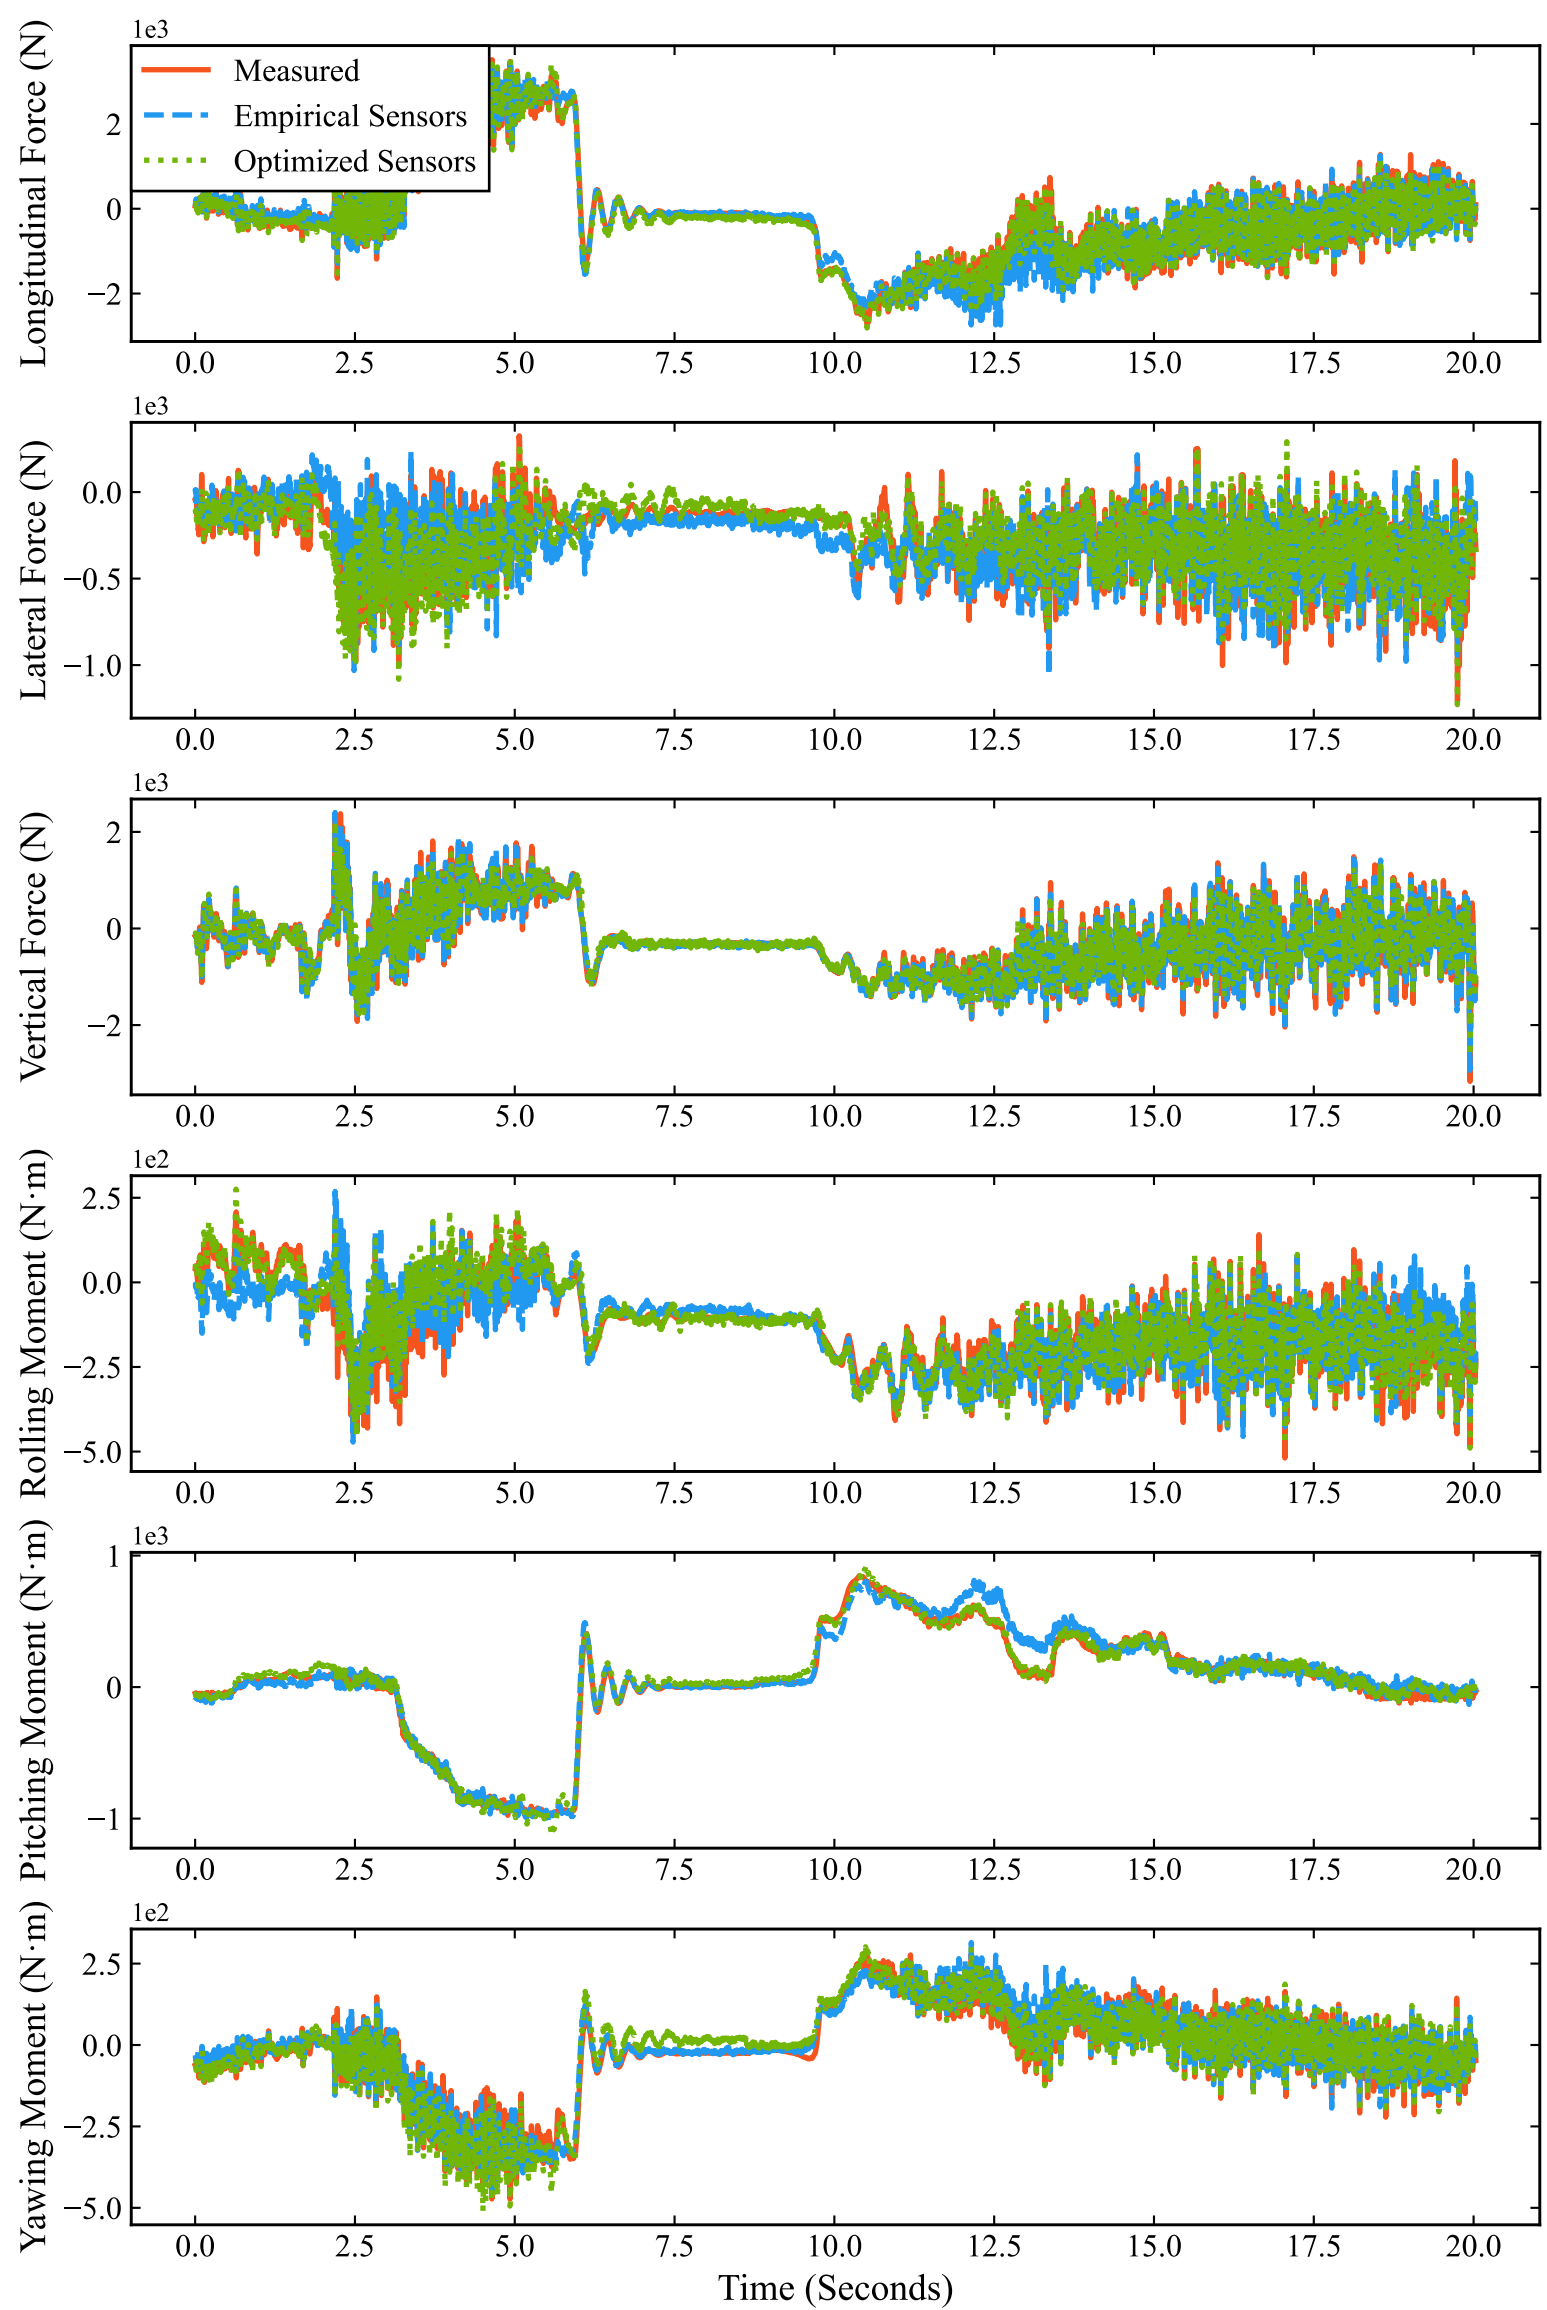 1e3
Longitudinal Force (N)
Measured
Empirical Sensors
Optimized Sensors
2
0
−2
0.0 2.5 5.0 7.5 10.0 12.5 15.0 17.5 20.0
1e3
Lateral Force (N)
0.0
−0.5
−1.0
0.0 2.5 5.0 7.5 10.0 12.5 15.0 17.5 20.0
1e3
Vertical Force (N)
2
0
−2
0.0 2.5 5.0 7.5 10.0 12.5 15.0 17.5 20.0
1e2
Rolling Moment (N·m)
2.5
0.0
−2.5
−5.0
0.0 2.5 5.0 7.5 10.0 12.5 15.0 17.5 20.0
1e3
Pitching Moment (N·m)
1
0
−1
0.0 2.5 5.0 7.5 10.0 12.5 15.0 17.5 20.0
1e2
Yawing Moment (N·m)
2.5
0.0
−2.5
−5.0
0.0 2.5 5.0 7.5 10.0 12.5 15.0 17.5 20.0
Time (Seconds)